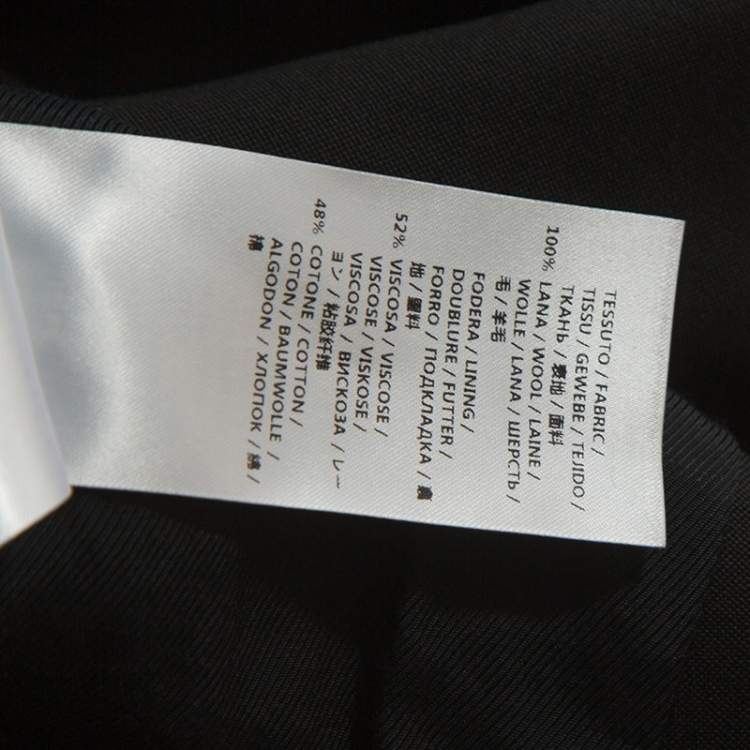 TESSUTO / FABRIC /
TISSU / GEWEBE / TEJIDO /
ТКАНЬ / 表地 / 面料
100% LANA / WOOL / LAINE /
WOLLE / LANA / ШЕРСТЬ /
毛 / 羊毛
FODERA / LINING /
DOUBLURE / FUTTER /
FORRO / ПОДКЛАДКА / 裏
地 / 里料
52% VISCOSA / VISCOSE /
VISCOSE / VISKOSE /
VISCOSA / ВИСКОЗА / レー
ヨン / 粘胶纤维
48% COTONE / COTTON /
COTON / BAUMWOLLE /
ALGODON / ХЛОПОК / 綿 /
棉